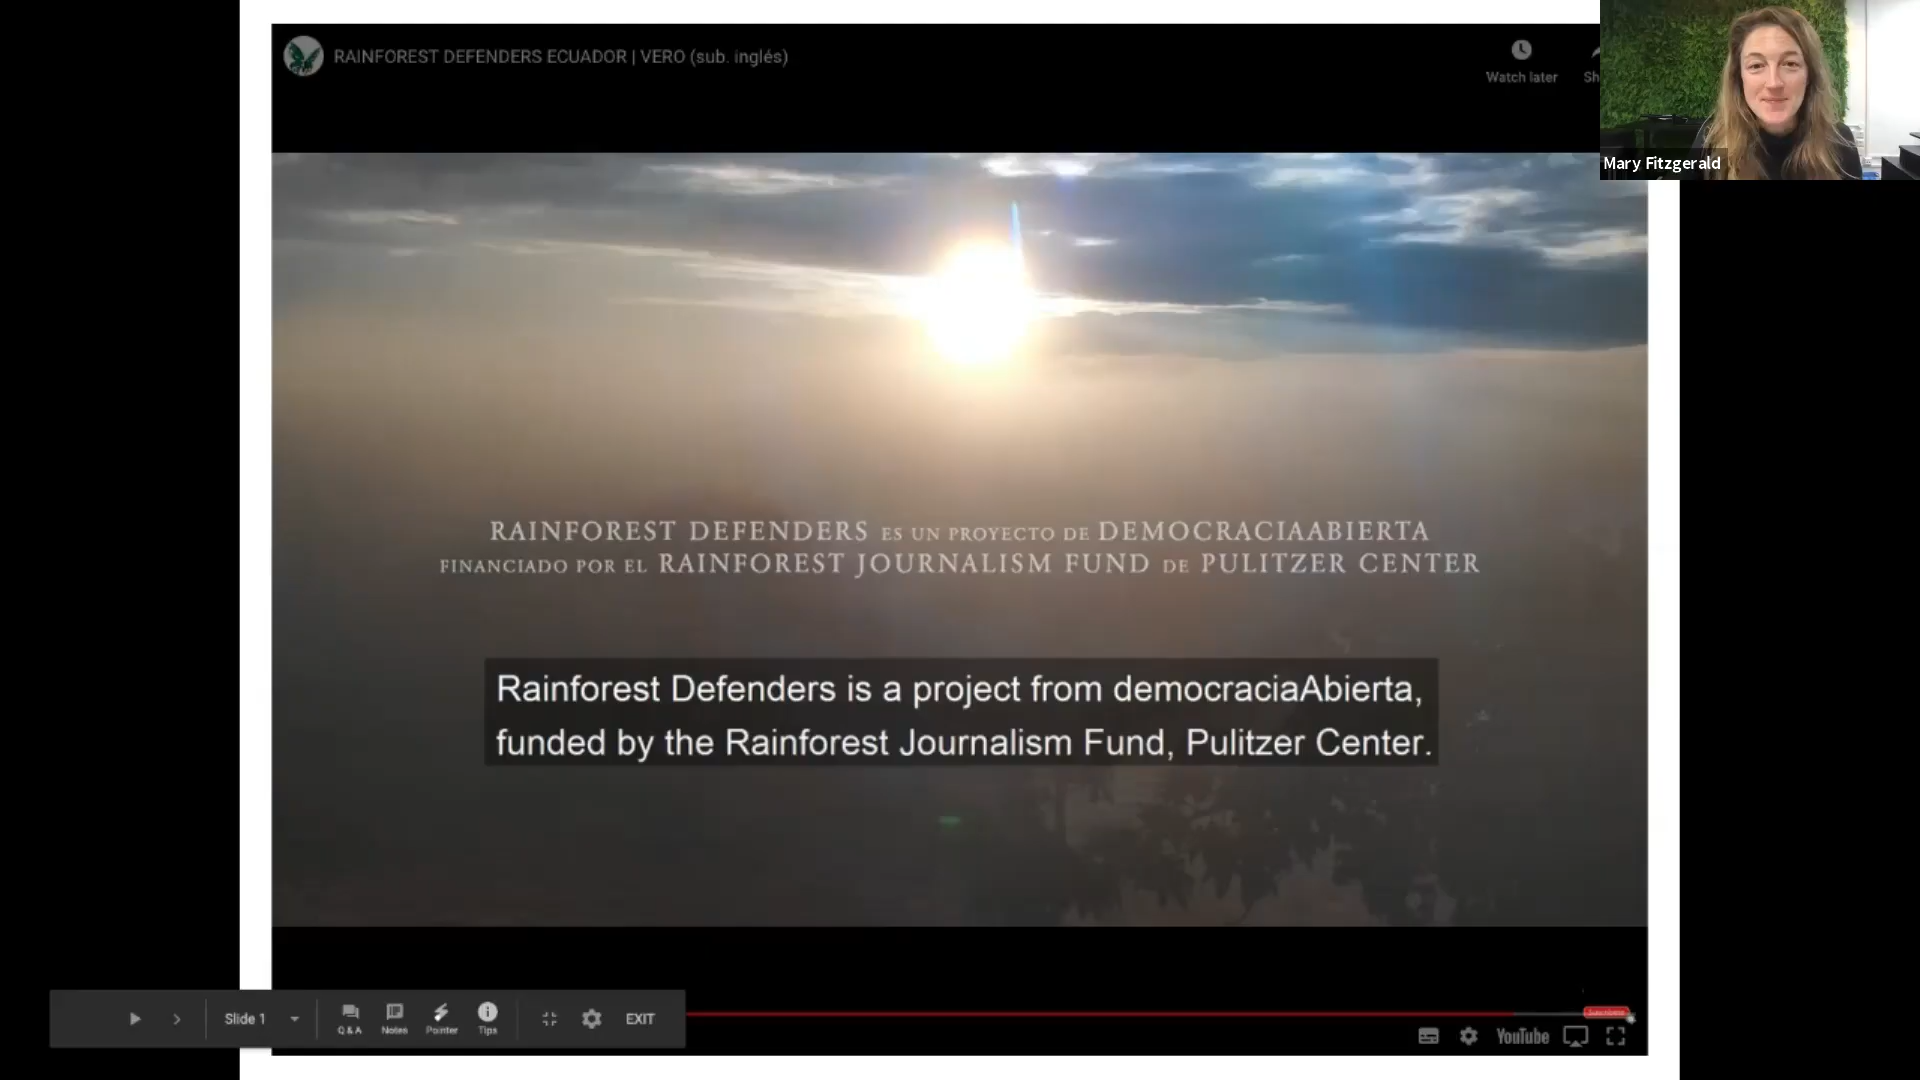 RAINFOREST DEFENDERS ECUADOR | VERO (sub. inglés)
Watch later
Sh
Mary Fitzgerald
RAINFOREST DEFENDERS ES UN PROYECTO DE DEMOCRACIAABIERTA
FINANCIADO POR EL RAINFOREST JOURNALISM FUND DE PULITZER CENTER
Rainforest Defenders is a project from democraciaAbierta,
funded by the Rainforest Journalism Fund, Pulitzer Center.
Slide 1
Q & A
Notes
Pointer
Tips
EXIT
YouTube